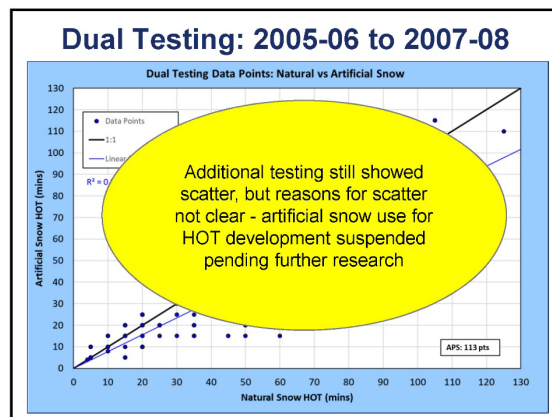 Dual Testing: 2005-06 to 2007-08
Dual Testing Data Points: Natural vs Artificial Snow
Artificial Snow HOT (mins)
130
120
110
100
90
80
70
60
50
40
30
20
10
0
Data Points
1:1
Linear
R² = 0
Additional testing still showed
scatter, but reasons for scatter
not clear - artificial snow use for
HOT development suspended
pending further research
APS: 113 pts
0 10 20 30 40 50 60 70 80 90 100 110 120 130
Natural Snow HOT (mins)